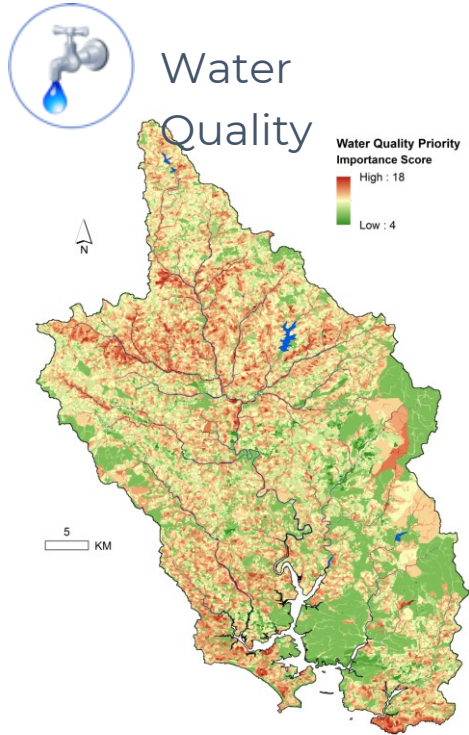 Water
Quality
Water Quality Priority
Importance Score
High : 18
Low : 4
N
5
KM